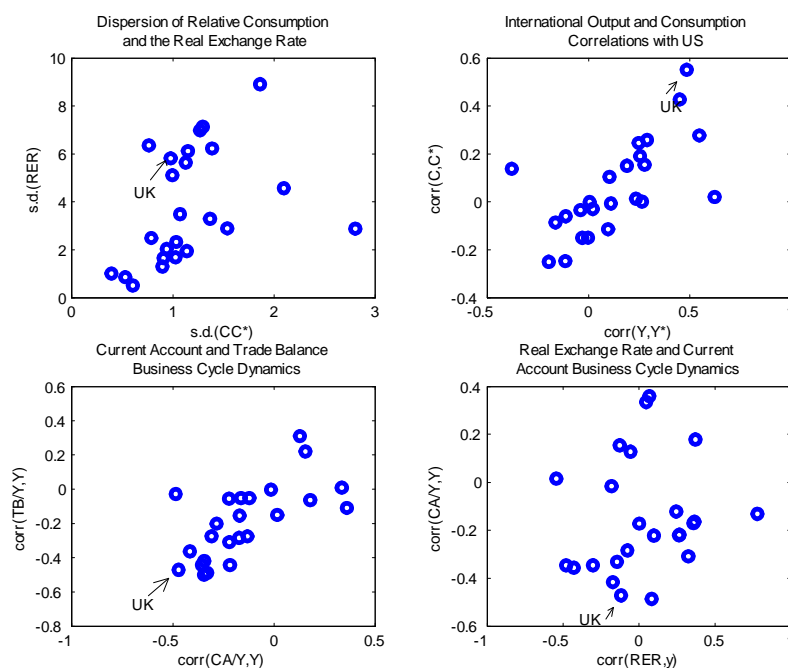 Dispersion of Relative Consumption
and the Real Exchange Rate
10
8
6
4
2
0
0
1
2
3
s.d.(RER)
s.d.(CC*)
UK
International Output and Consumption
Correlations with US
0.6
0.4
0.2
0
-0.2
-0.4
-0.5
0
0.5
1
corr(C,C*)
corr(Y,Y*)
UK
Current Account and Trade Balance
Business Cycle Dynamics
0.6
0.4
0.2
0
-0.2
-0.4
-0.6
-0.8
-1
-0.5
0
0.5
corr(TB/Y,Y)
corr(CA/Y,Y)
UK
Real Exchange Rate and Current
Account Business Cycle Dynamics
0.4
0.2
0
-0.2
-0.4
-0.6
-1
-0.5
0
0.5
1
corr(CA/Y,Y)
corr(RER,y)
UK